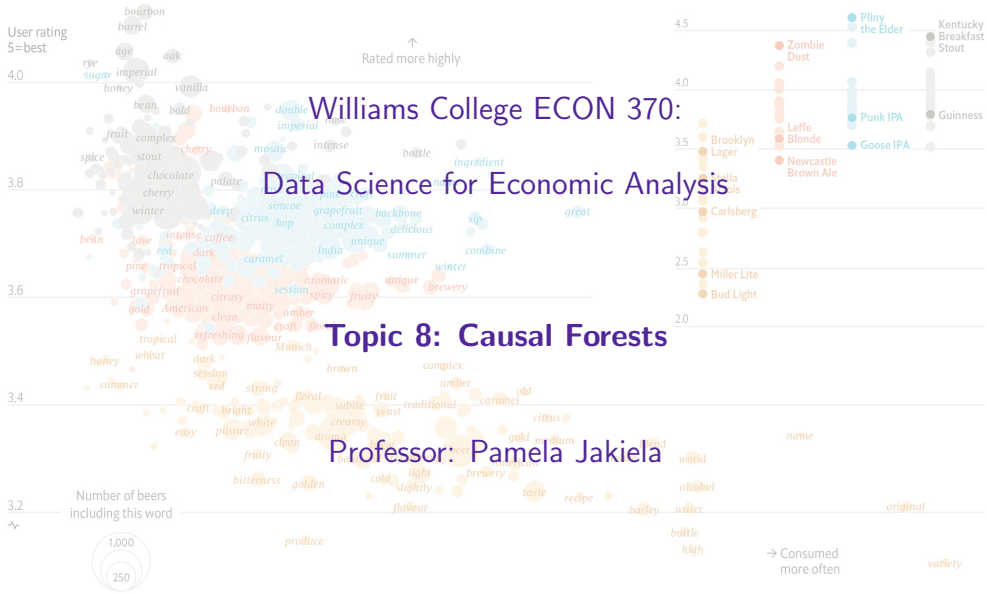 bourbon
barrel
User rating
5=best
age
oak
rye
sugar
imperial
honey
vanilla
↑
Rated more highly
4.0
bean
bold
bourbon
double
imperial
nose
Williams College ECON 370:
fruit
complex
cherry
mosaic
intense
bottle
ingredient
spice
stout
chocolate
palate
tropical
cherry
3.8
Data Science for Economic Analysis
winter
deep
citrus
simcoe
hop
grapefruit
complex
backbone
delicious
sip
great
bean
love
intense
coffee
red
dark
India
unique
summer
combine
pine
tropical
caramel
winter
chocolate
session
aromatic
unique
brewery
grapefruit
citrusy
spicy
fruity
3.6
gold
American
malty
clean
amber
craft
refreshing
flavour
Topic 8: Causal Forests
tropical
Munich
honey
wheat
dark
session
red
brown
complex
summer
strong
floral
fruit
amber
old
caramel
3.4
craft
bright
subtle
yeast
traditional
creamy
white
citrus
easy
pilsner
clean
aroma
gold
medium
name
fruity
Professor: Pamela Jakiela
American
world
bitterness
golden
cold
light
slightly
brewery
taste
recipe
alcohol
3.2
flavour
barley
water
original
bottle
high
produce
variety
Number of beers
including this word
1,000
250
→ Consumed
more often
4.5
4.0
3.5
3.0
2.5
2.0
Pliny
the Elder
Kentucky
Breakfast
Stout
Zombie
Dust
Punk IPA
Guinness
Leffe
Blonde
Goose IPA
Brooklyn
Lager
Newcastle
Brown Ale
Carlsberg
Miller Lite
Bud Light